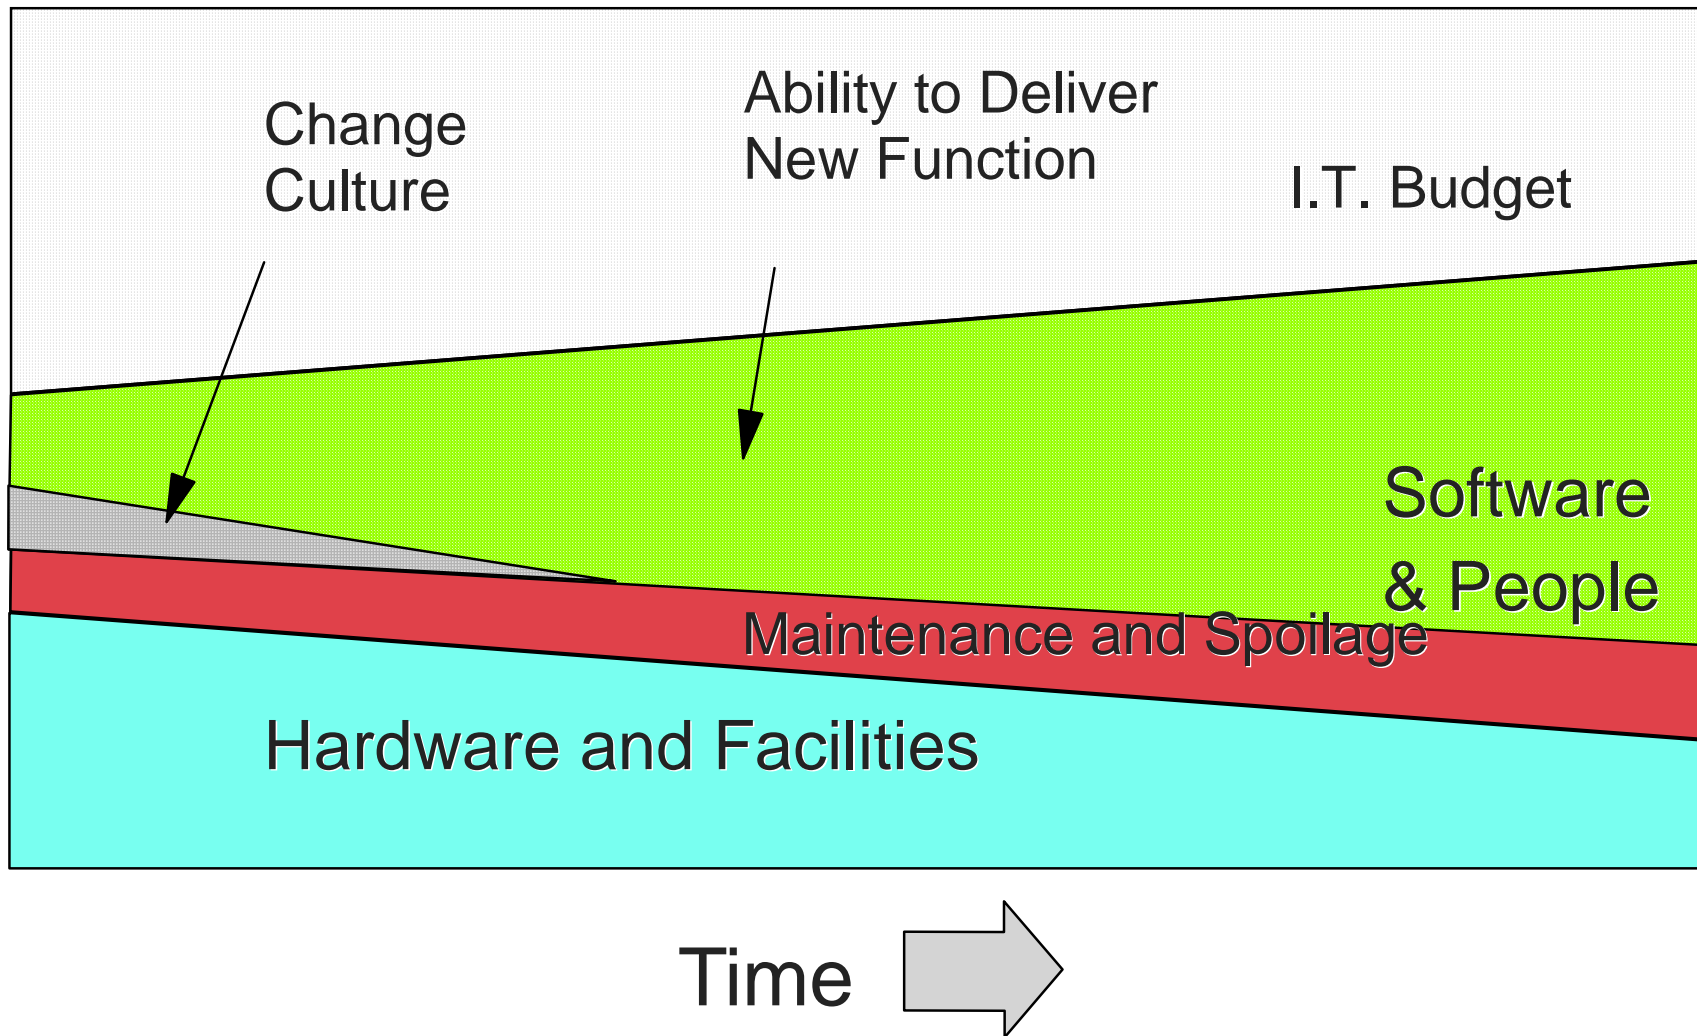 Change
Culture
Ability to Deliver
New Function
I.T. Budget
Software
& People
Maintenance and Spoilage
Hardware and Facilities
Time